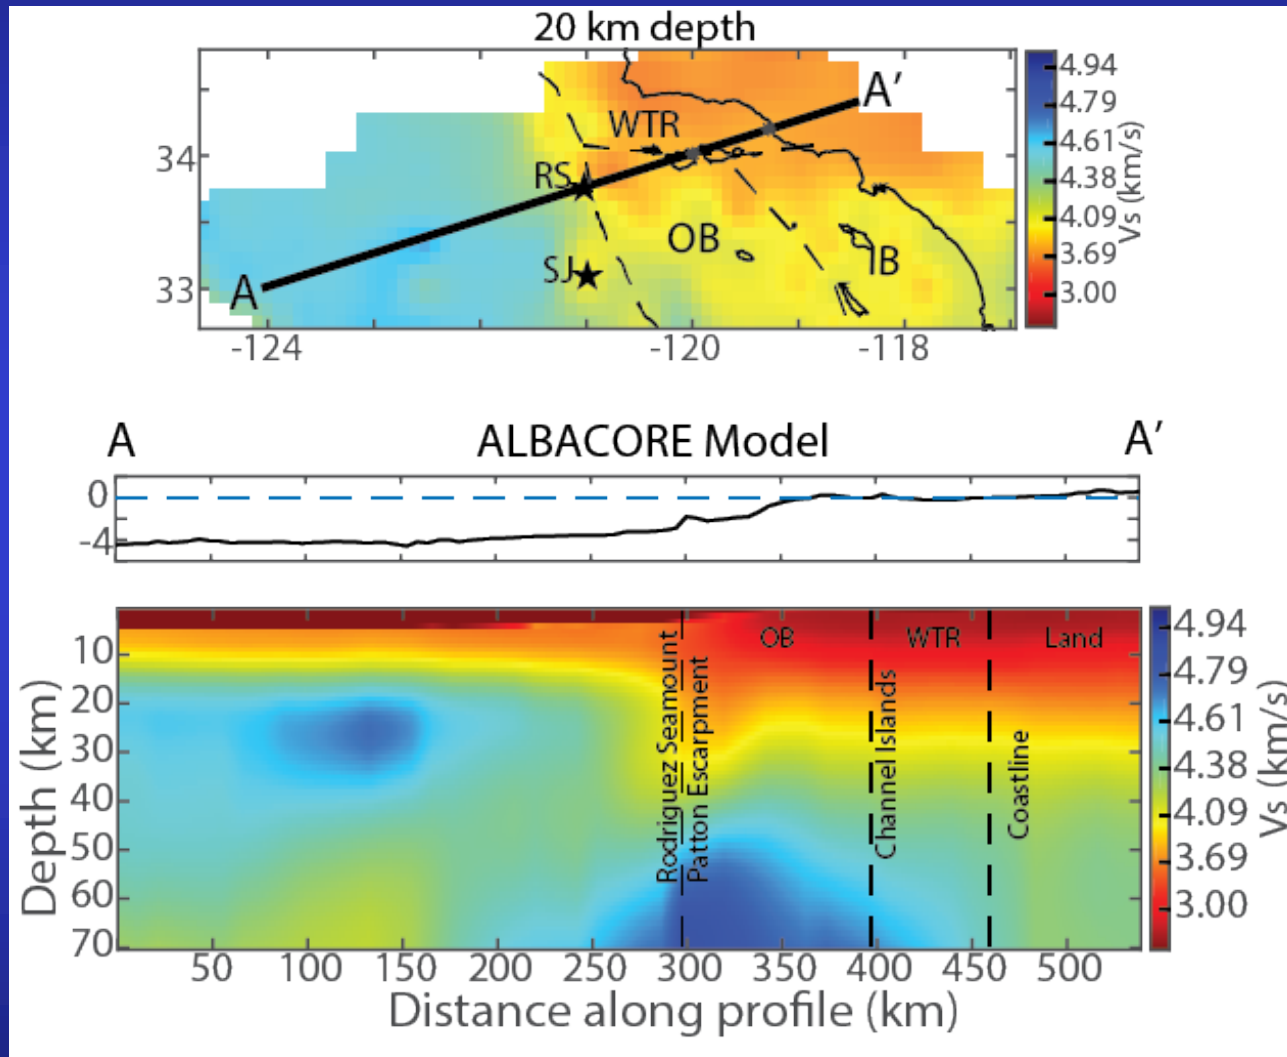 20 km depth
A'
WTR
RS
OB
IB
SJ
A
34
33
-124
-120
-118
4.94
4.79
4.61
4.38
4.09
3.69
3.00
Vs (km/s)
A
ALBACORE Model
A'
0
-4
OB
WTR
Land
Rodriguez Seamount
Patton Escarpment
Channel Islands
Coastline
10
20
30
40
50
60
70
Depth (km)
50
100
150
200
250
300
350
400
450
500
Distance along profile (km)
4.94
4.79
4.61
4.38
4.09
3.69
3.00
Vs (km/s)